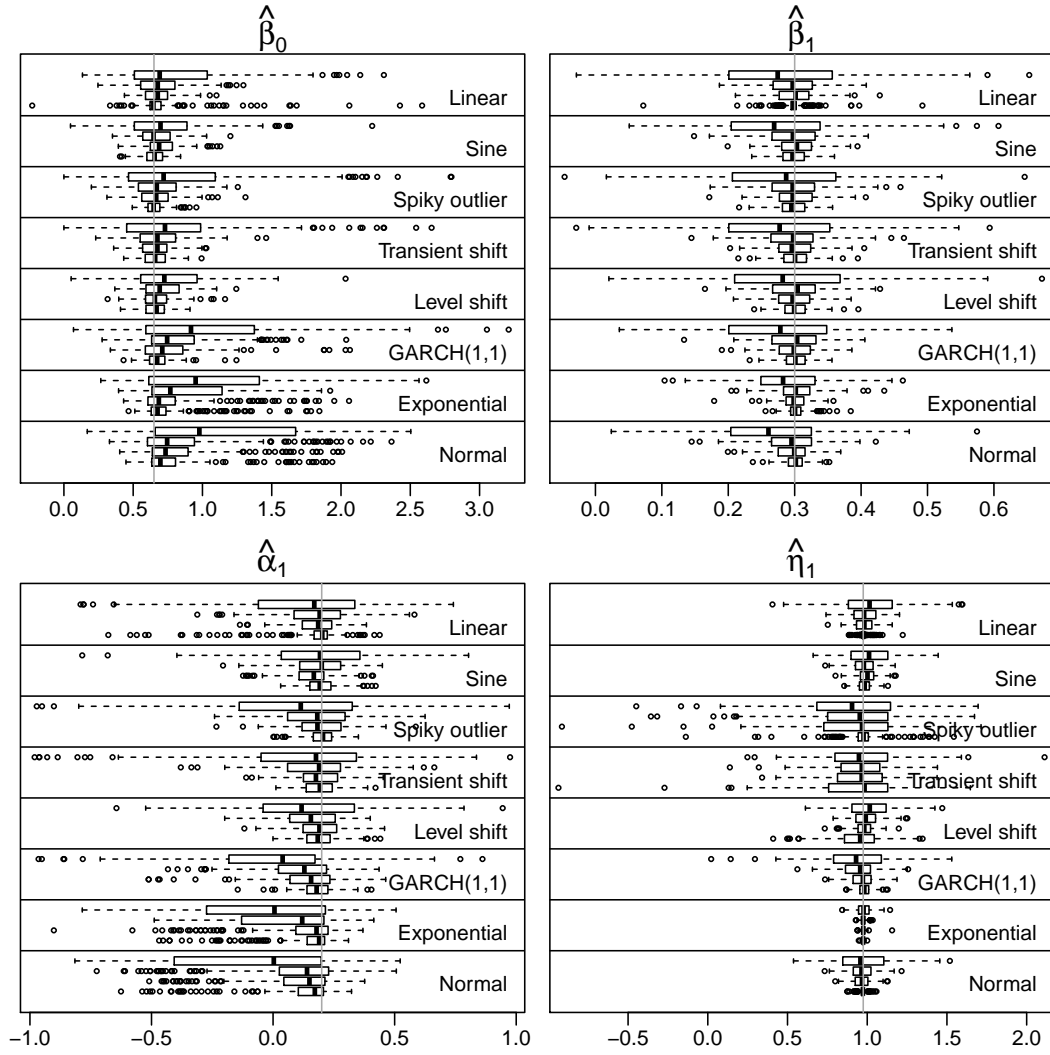 β̂0
β̂1
Linear
Sine
Spiky outlier
Transient shift
Level shift
GARCH(1,1)
Exponential
Normal
0.0 0.5 1.0 1.5 2.0 2.5 3.0
Linear
Sine
Spiky outlier
Transient shift
Level shift
GARCH(1,1)
Exponential
Normal
0.0 0.1 0.2 0.3 0.4 0.5 0.6
α̂1
η̂1
Linear
Sine
Spiky outlier
Transient shift
Level shift
GARCH(1,1)
Exponential
Normal
−1.0 −0.5 0.0 0.5 1.0
Linear
Sine
Spiky outlier
Transient shift
Level shift
GARCH(1,1)
Exponential
Normal
−0.5 0.0 0.5 1.0 1.5 2.0